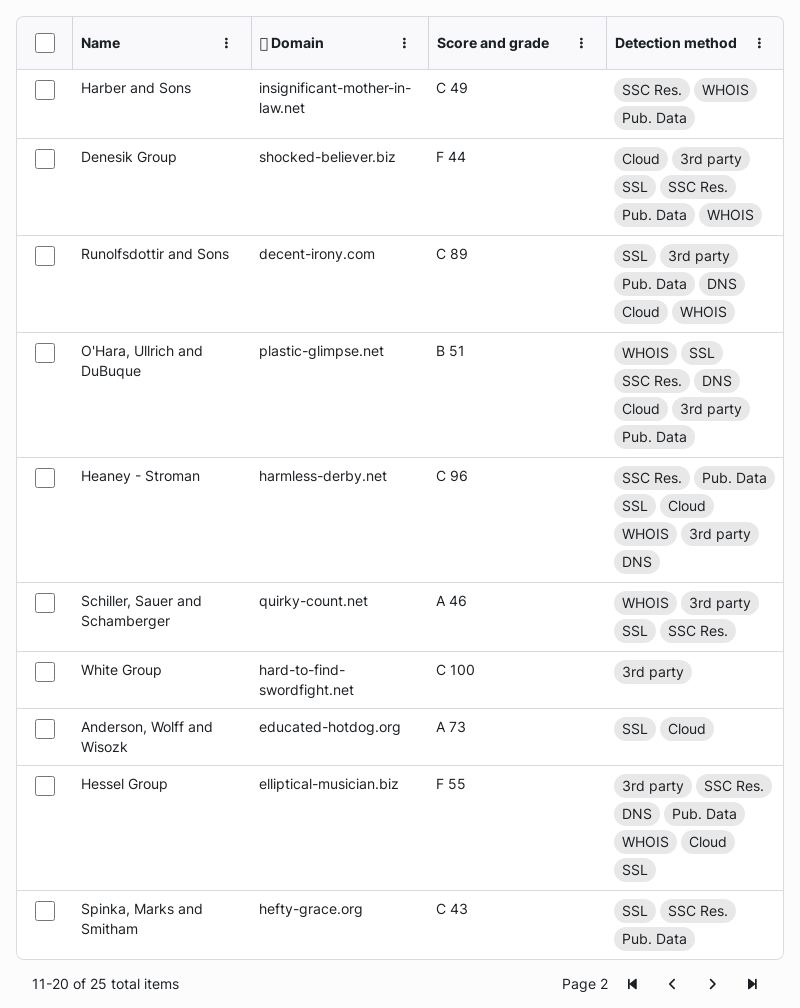 Name Domain Score and grade Detection method
Harber and Sons insignificant-mother-in- C 49 SSC Res. WHOIS
law.net Pub. Data
Denesik Group shocked-believer.biz F 44 Cloud 3rd party
SSL SSC Res.
Pub. Data WHOIS
Runolfsdottir and Sons decent-irony.com C 89 SSL 3rd party
Pub. Data DNS
Cloud WHOIS
O'Hara, Ullrich and plastic-glimpse.net B 51 WHOIS SSL
DuBuque SSC Res. DNS
Cloud 3rd party
Pub. Data
Heaney - Stroman harmless-derby.net C 96 SSC Res. Pub. Data
SSL Cloud
WHOIS 3rd party
DNS
Schiller, Sauer and quirky-count.net A 46 WHOIS 3rd party
Schamberger SSL SSC Res.
White Group hard-to-find- C 100 3rd party
swordfight.net
Anderson, Wolff and educated-hotdog.org A 73 SSL Cloud
Wisozk
Hessel Group elliptical-musician.biz F 55 3rd party SSC Res.
DNS Pub. Data
WHOIS Cloud
SSL
Spinka, Marks and hefty-grace.org C 43 SSL SSC Res.
Smitham Pub. Data
11-20 of 25 total items Page 2